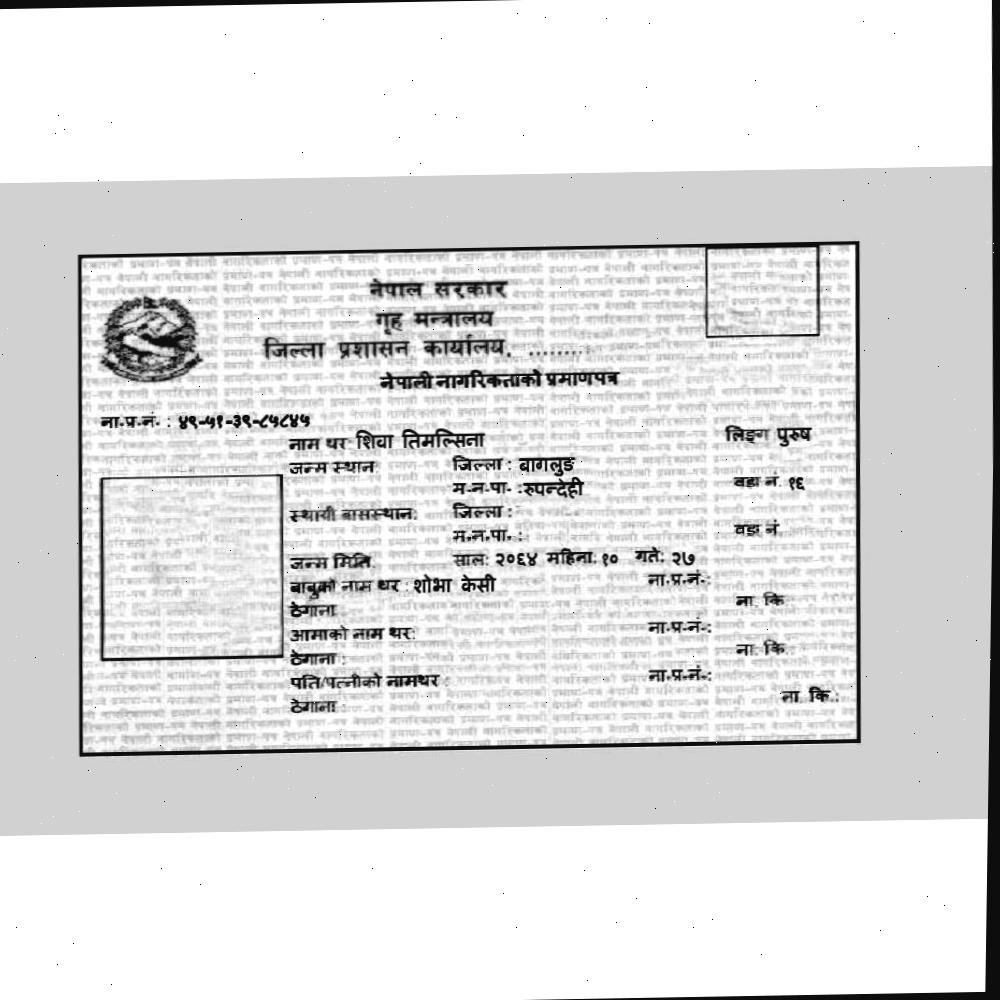 नेपाल सरकार
गृह मन्त्रालय
जिल्ला प्रशासन कार्यालय, .........
नेपाली नागरिकताको प्रमाणपत्र
ना.प्र.नं. : ४९-५१-३९-८५८४५
नाम थर शिवा तिमल्सिना लिङ्ग पुरुष
जन्म स्थान: जिल्ला : बागलुङ
म.न.पा. : रुपन्देही वडा नं. १६
स्थायी बासस्थान: जिल्ला :
म.न.पा. : वडा नं.
जन्म मिति साल: २०६४ महिना: १० गते: २७
बाबुको नाम थर : शोभा केसी ना.प्र.नं.:
ठेगाना ना. कि.
आमाको नाम थर: ना.प्र.नं.:
ठेगाना : ना. कि.
पति/पत्नीको नामथर : ना.प्र.नं.:
ठेगाना : ना. कि.: